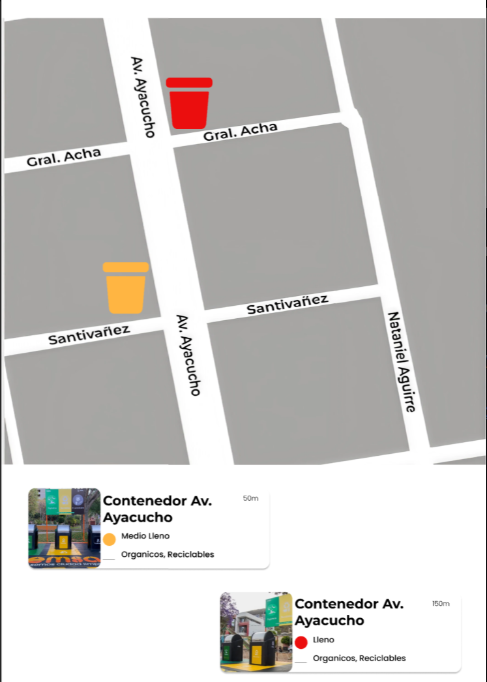 Av. Ayacucho
Gral. Acha
Gral. Acha
Santivañez
Santivañez
Av. Ayacucho
Nataniel Aguirre
Contenedor Av.
Ayacucho
50m
Medio Lleno
Organicos, Reciclables
Contenedor Av.
Ayacucho
150m
Lleno
Organicos, Reciclables